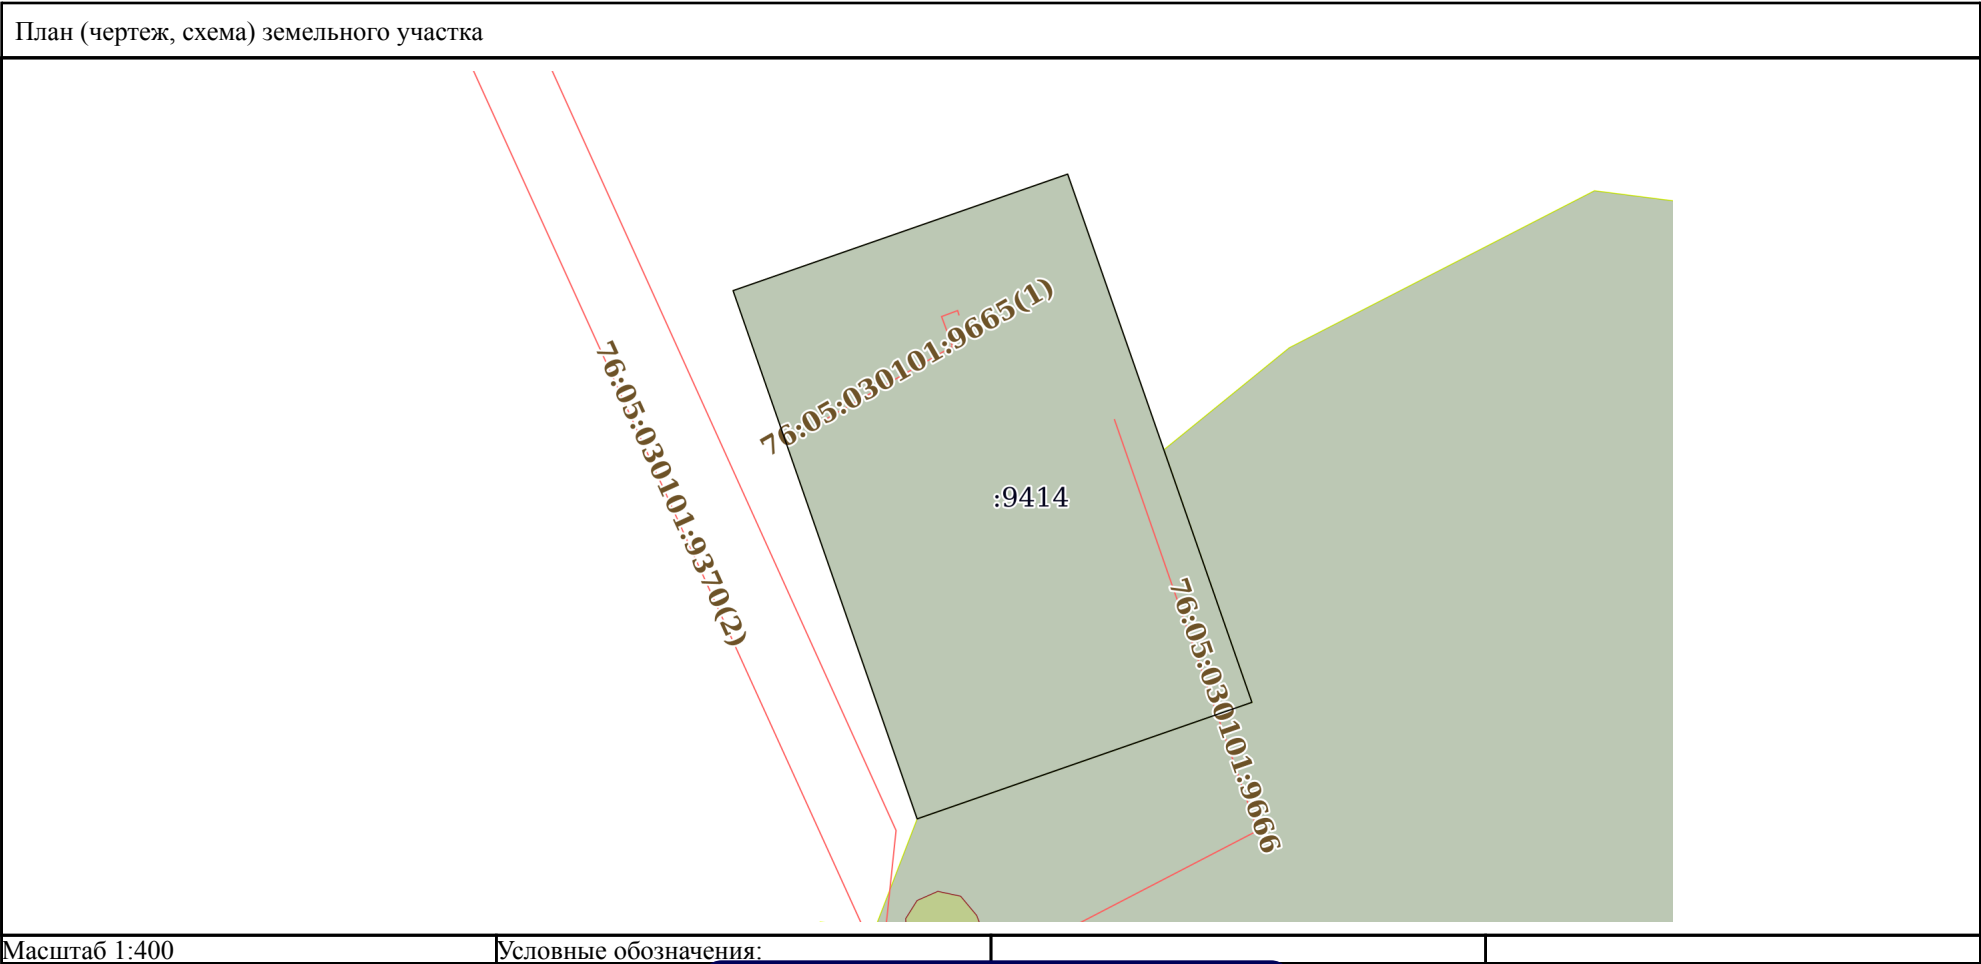 План (чертеж, схема) земельного участка
76:05:030101:9665(1)
76:05:030101:9370(2)
:9414
76:05:030101:9666
Масштаб 1:400
Условные обозначения: